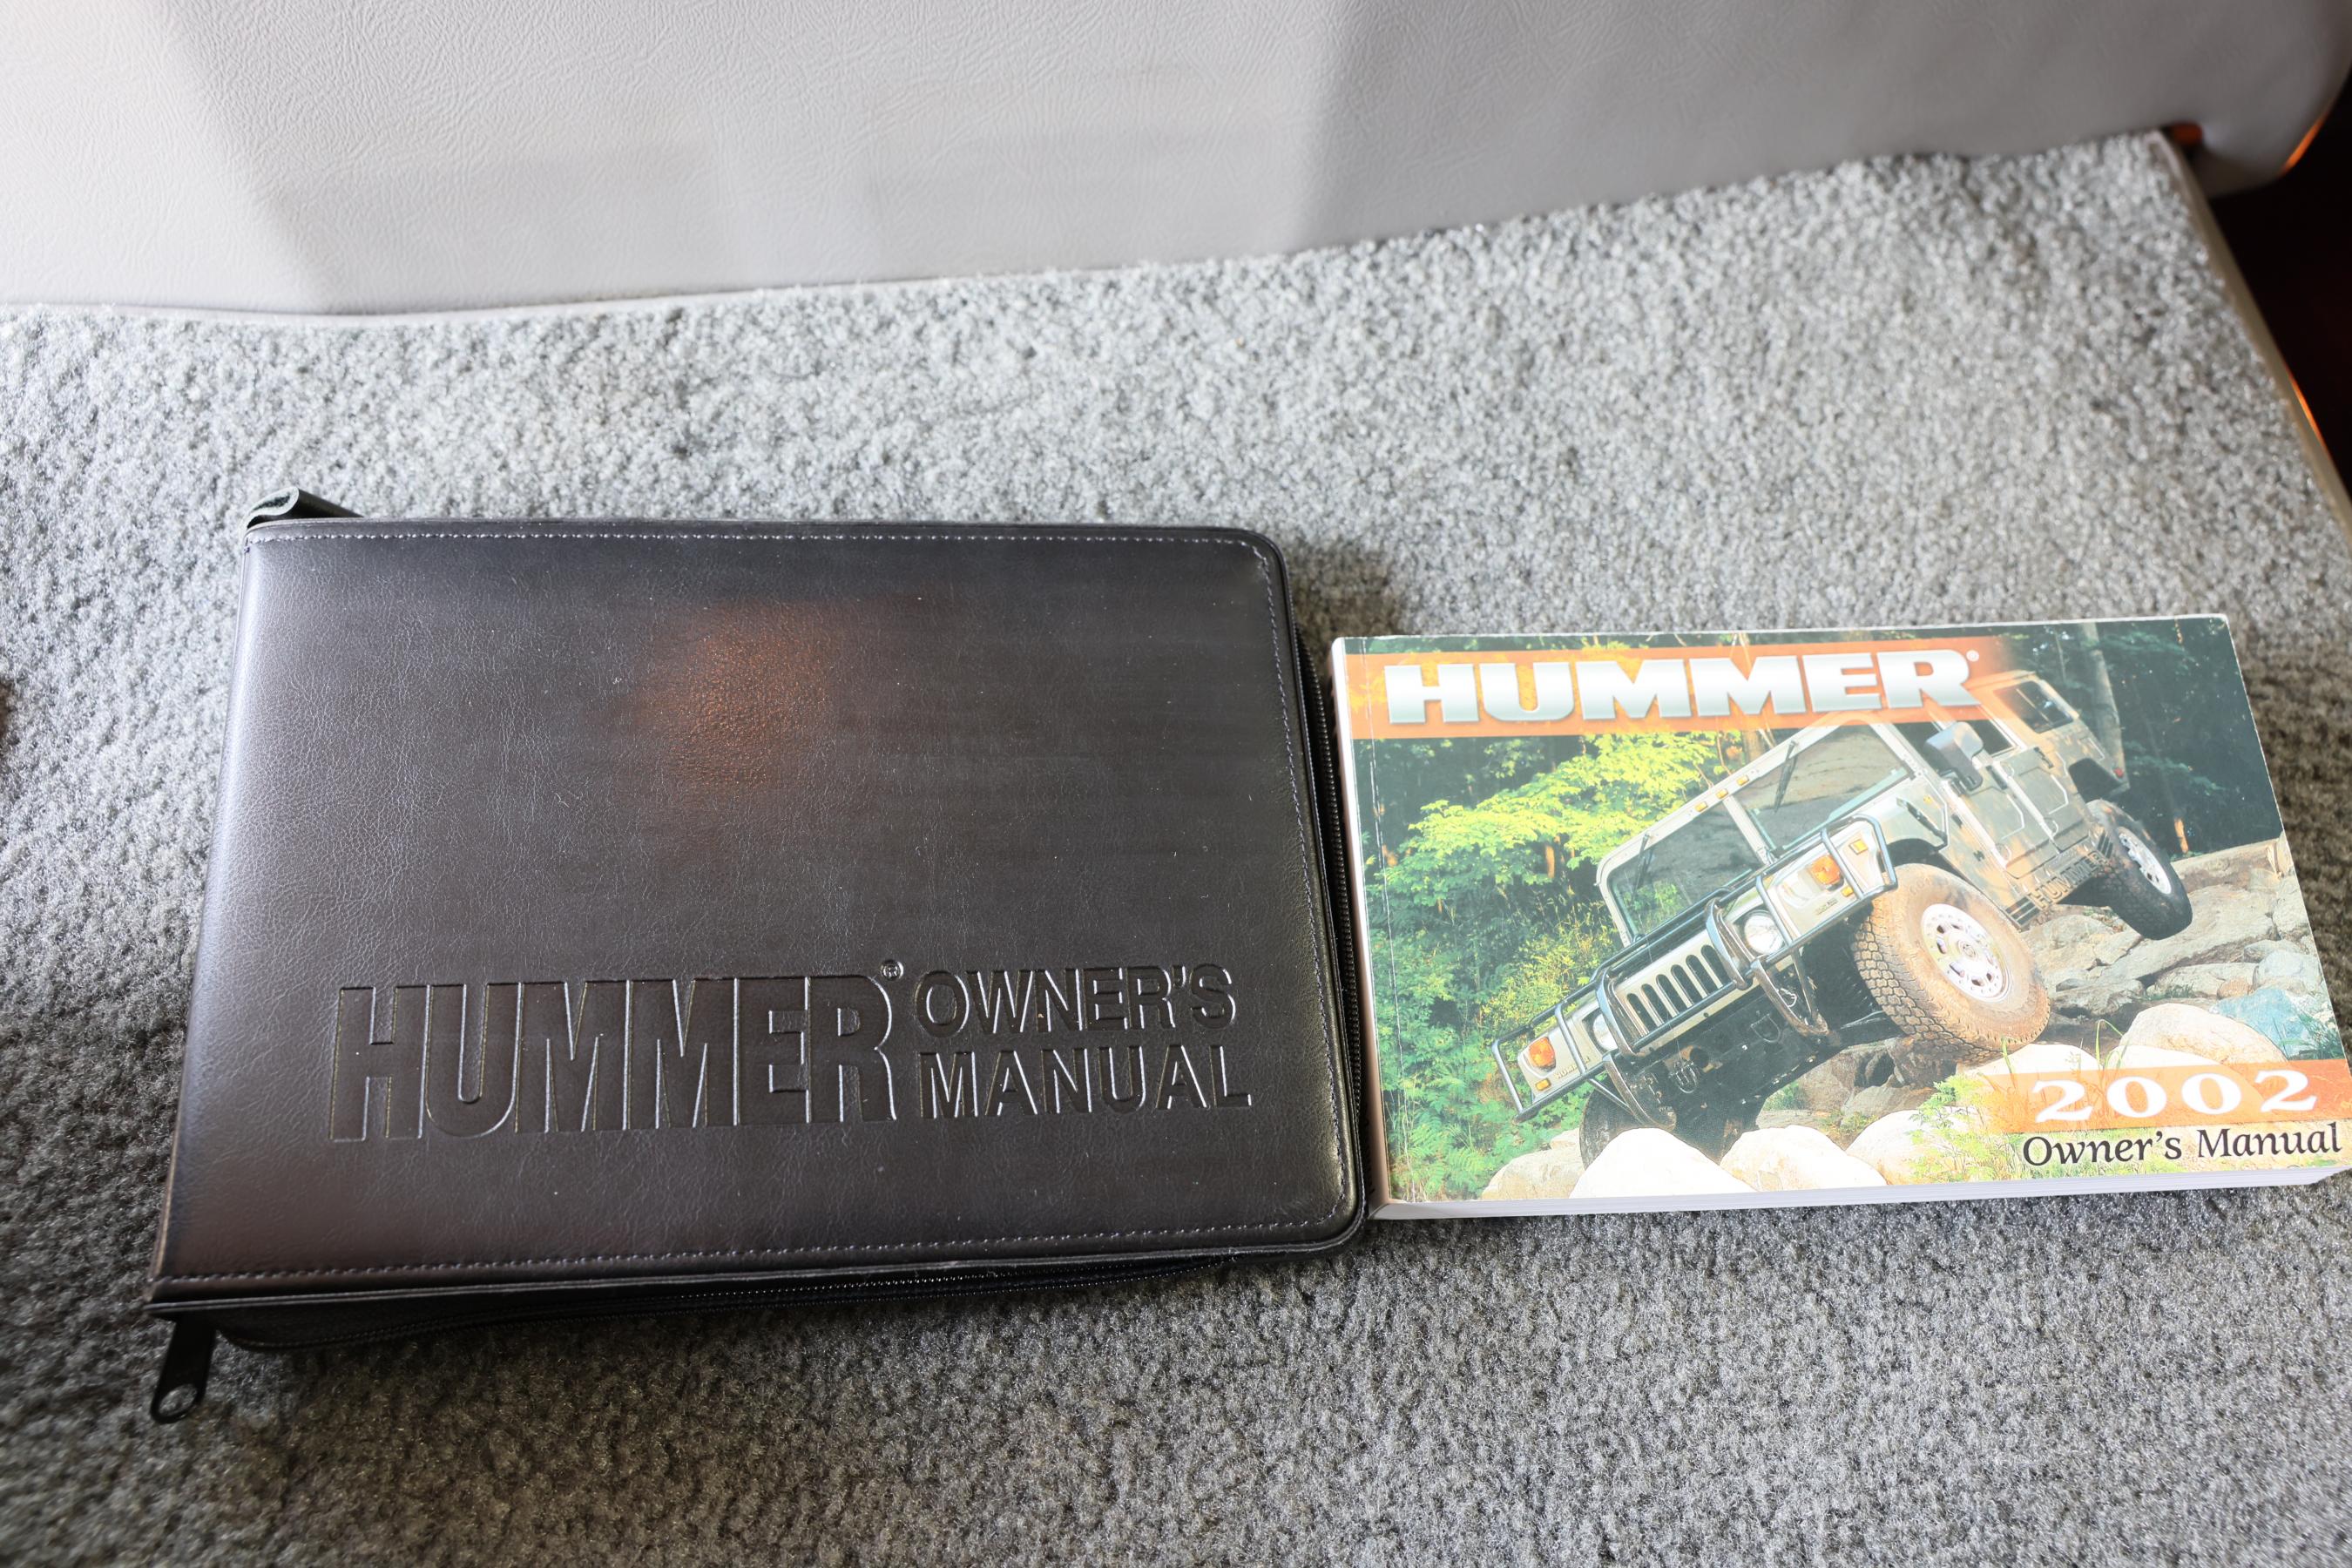 HUMMER® OWNER'S
MANUAL
HUMMER®
2002
Owner's Manual